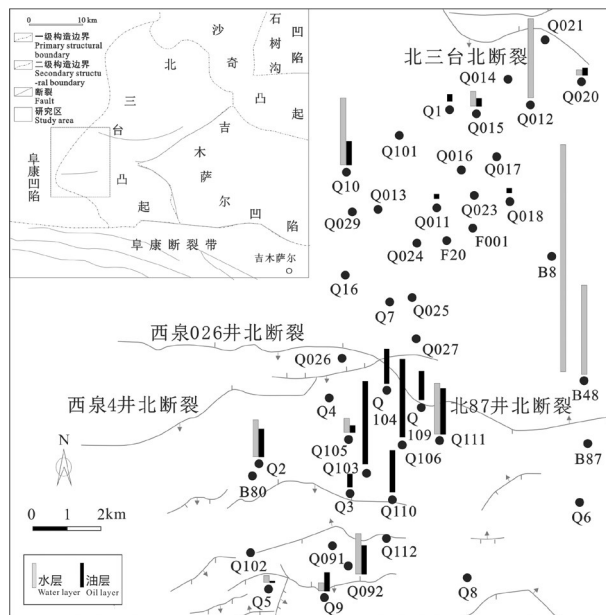 0 10 km
一级构造边界
Primary structural
boundary
二级构造边界
Secondary structu
-ral boundary
断裂
Fault
研究区
Study area
石树沟凹陷
沙奇凸起
北三台凸起
吉木萨尔凹陷
阜康凹陷
阜康断裂带
吉木萨尔
北三台北断裂
Q021
Q014
Q020
Q1
Q015
Q012
Q101
Q016
Q017
Q10
Q013
Q023
Q018
Q029
Q011
F001
Q024
F20
B8
Q16
Q025
Q7
西泉026井北断裂
Q027
Q026
B48
西泉4井北断裂
Q4
Q
104
Q
109
北87井北断裂
Q105
Q106
Q111
B87
N
Q2
Q103
B80
Q3
Q110
Q6
0 1 2km
Q102
Q091
Q112
水层
Water layer
油层
Oil layer
Q092
Q5
Q9
Q8